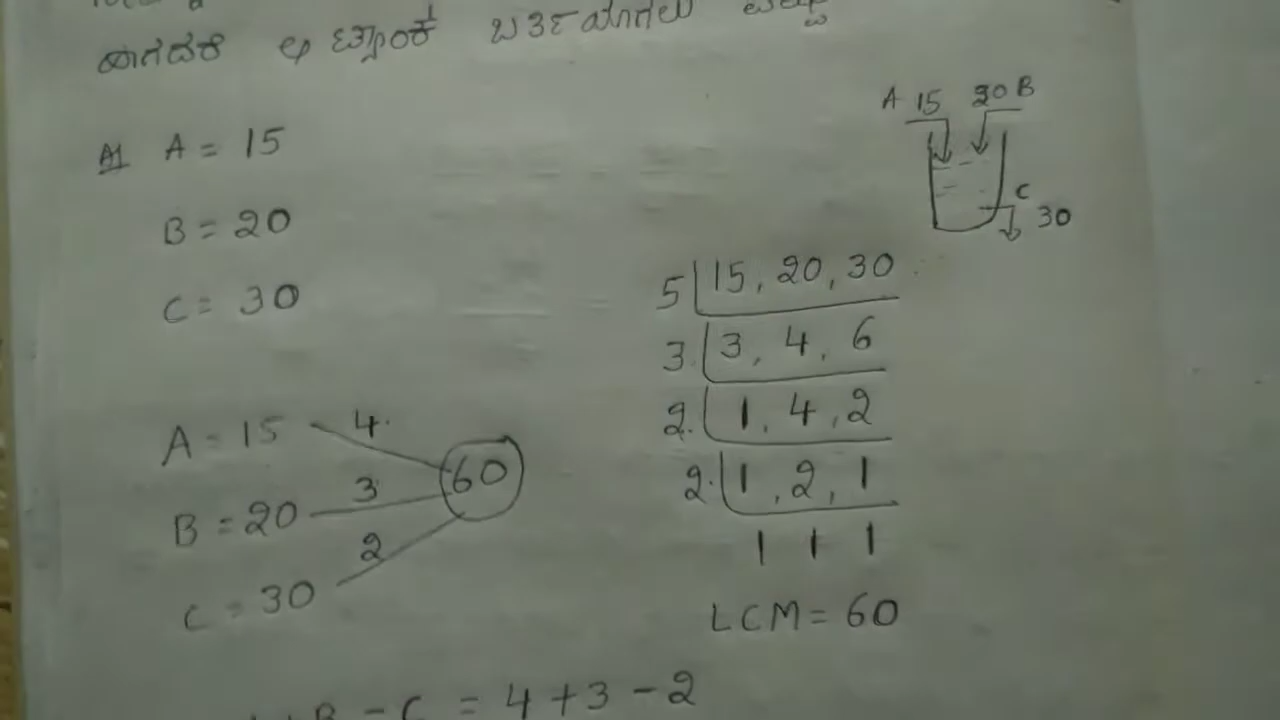 A 15 20 B
A1 A = 15
B = 20
C = 30
C 30
5 15, 20, 30
3. 3, 4, 6
2. 1, 4, 2
2. 1, 2, 1
1 1 1
LCM = 60
A = 15 4.
B = 20 3 60
C = 30 2
B - C = 4 + 3 - 2